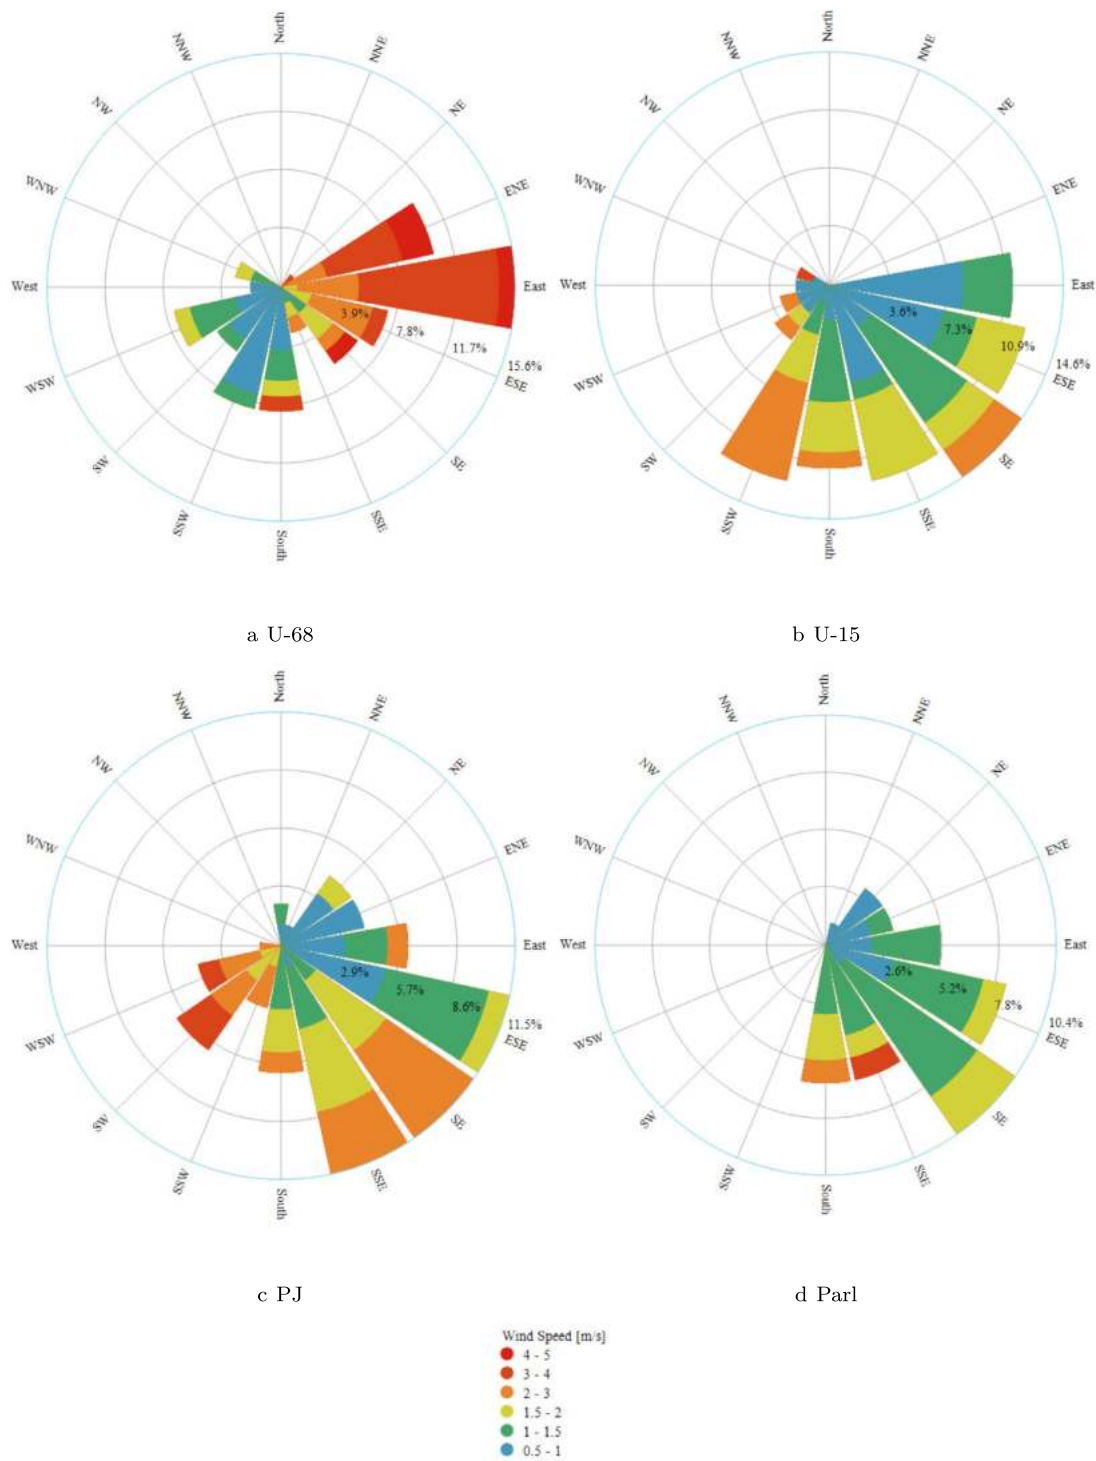 North
NNW
NNE
NW
NE
WNW
ENE
West
East
3.9%
7.8%
11.7%
15.6%
WSW
ESE
SW
SE
SSW
SSE
South
a U-68
North
NNW
NNE
NW
NE
WNW
ENE
West
East
3.6%
7.3%
10.9%
14.6%
WSW
ESE
SW
SE
SSW
SSE
South
b U-15
North
NNW
NNE
NW
NE
WNW
ENE
West
East
2.9%
5.7%
8.6%
11.5%
WSW
ESE
SW
SE
SSW
SSE
South
c PJ
North
NNW
NNE
NW
NE
WNW
ENE
West
East
2.6%
5.2%
7.8%
10.4%
WSW
ESE
SW
SE
SSW
SSE
South
d Parl
Wind Speed [m/s]
4 - 5
3 - 4
2 - 3
1.5 - 2
1 - 1.5
0.5 - 1